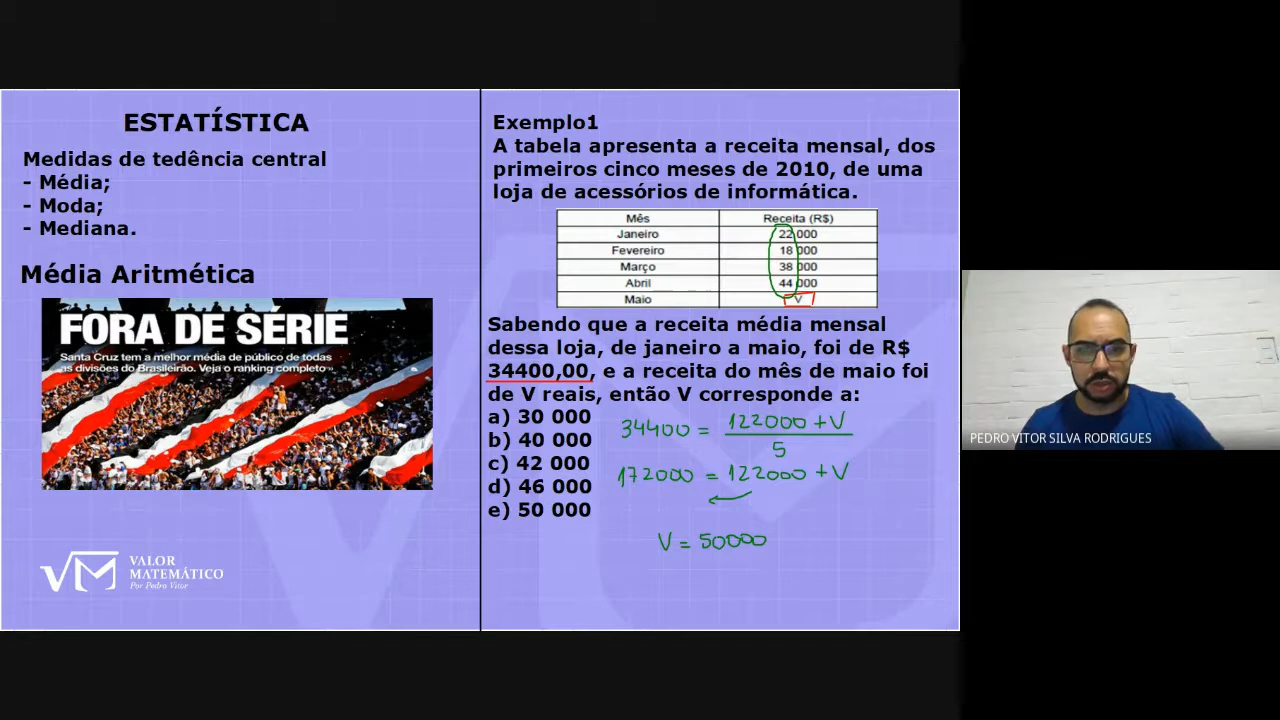 ESTATÍSTICA
Medidas de tedência central
- Média;
- Moda;
- Mediana.
Média Aritmética
FORA DE SÉRIE
Santa Cruz tem a melhor média de público de todas
as divisões do Brasileirão. Veja o ranking completo »
VALOR
MATEMÁTICO
Por Pedro Vitor
Exemplo1
A tabela apresenta a receita mensal, dos
primeiros cinco meses de 2010, de uma
loja de acessórios de informática.
Mês Receita (R$)
Janeiro 22 000
Fevereiro 18 000
Março 38 000
Abril 44 000
Maio V
Sabendo que a receita média mensal
dessa loja, de janeiro a maio, foi de R$
34400,00, e a receita do mês de maio foi
de V reais, então V corresponde a:
a) 30 000
b) 40 000
c) 42 000
d) 46 000
e) 50 000
34400 = 122000 + V
5
172000 = 122000 + V
V = 50000
PEDRO VITOR SILVA RODRIGUES